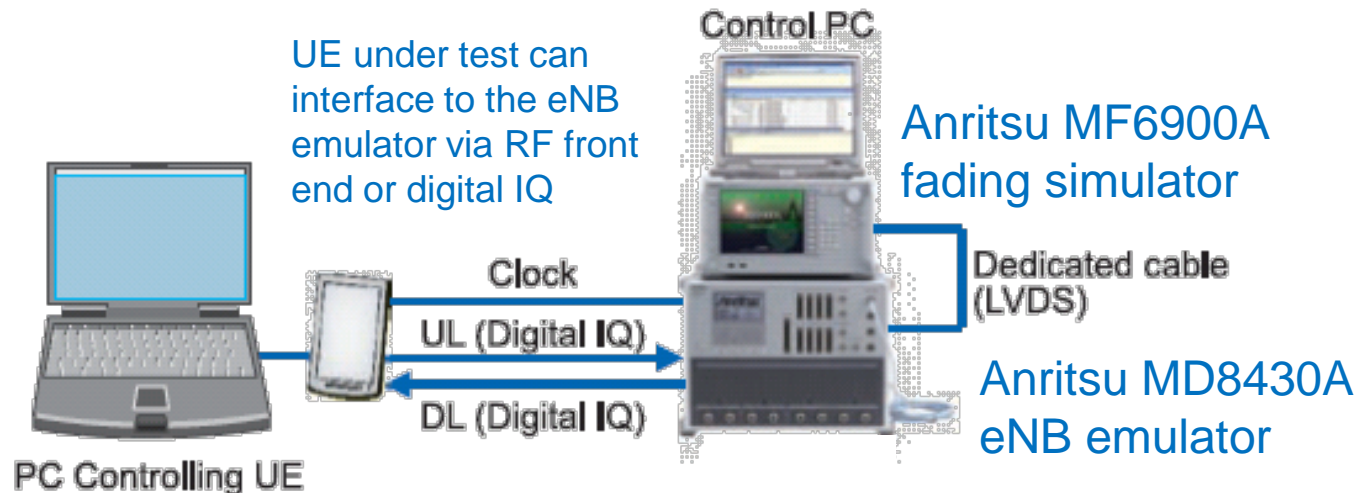 Control PC
UE under test can
interface to the eNB
emulator via RF front
end or digital IQ
Anritsu MF6900A
fading simulator
Clock
Dedicated cable
(LVDS)
UL (Digital IQ)
DL (Digital IQ)
Anritsu MD8430A
eNB emulator
PC Controlling UE